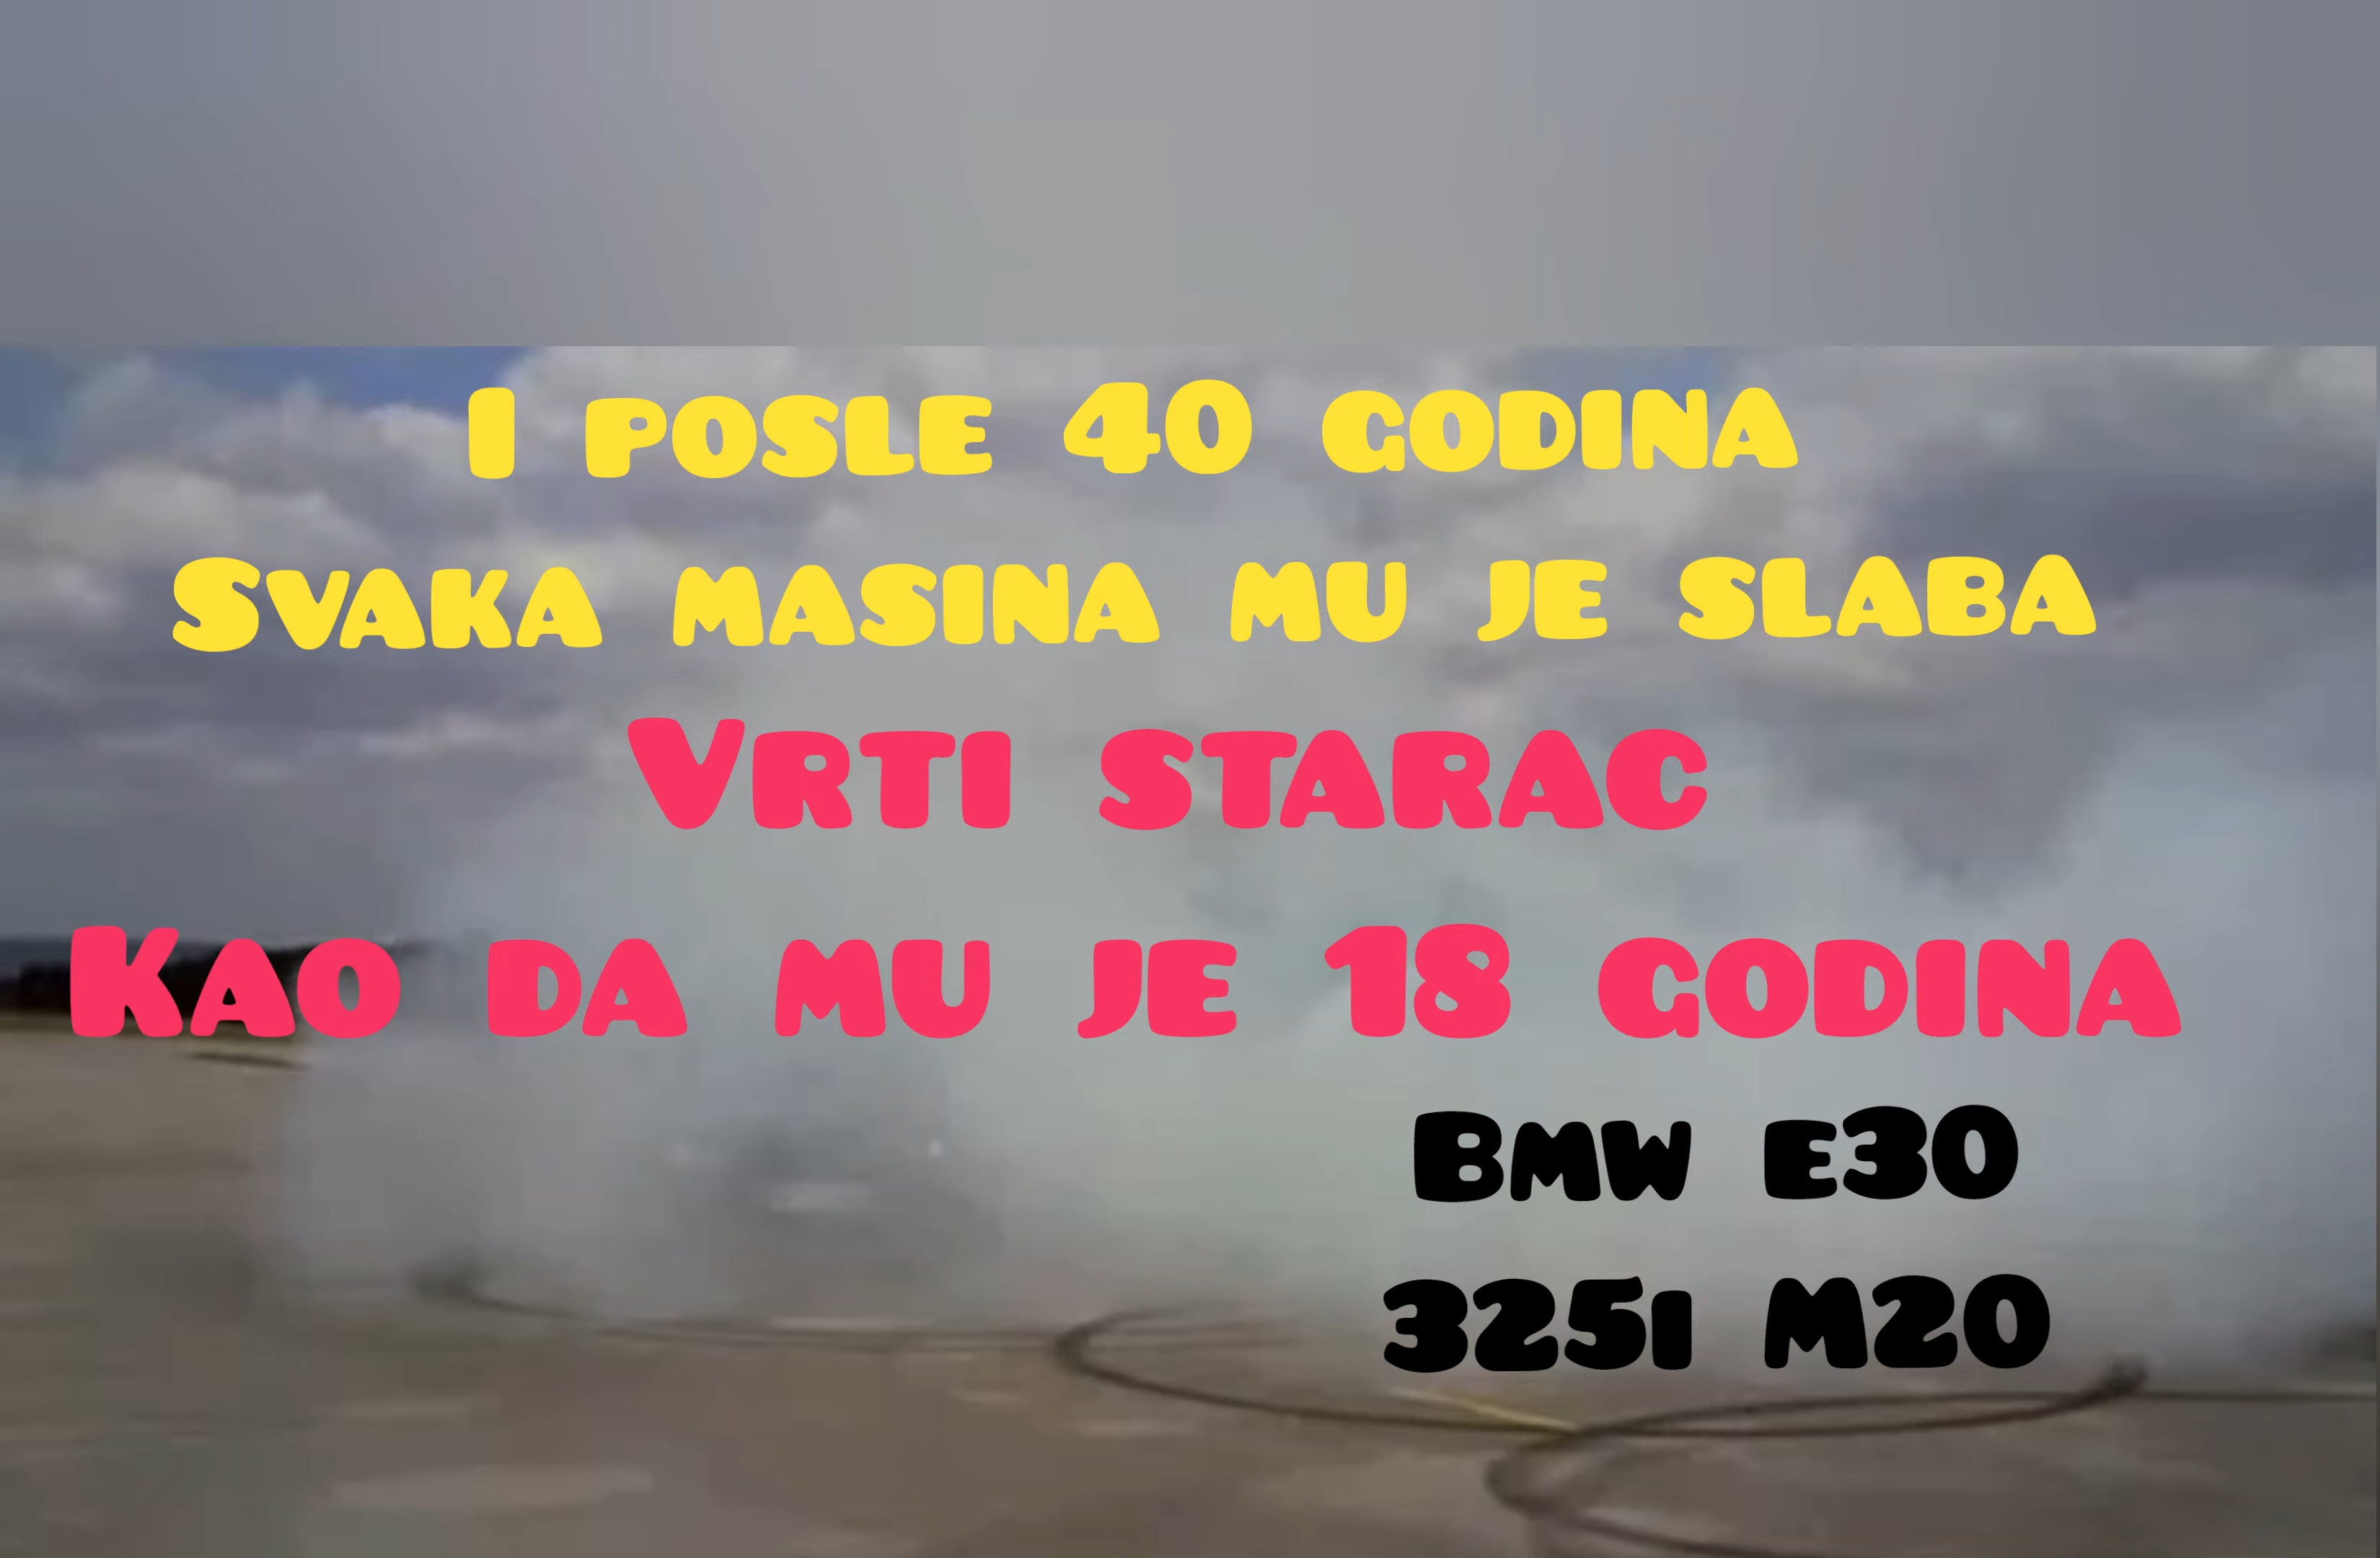 I posle 40 godina
Svaka masina mu je slaba
Vrti starac
Kao da mu je 18 godina
Bmw e30
325i M20